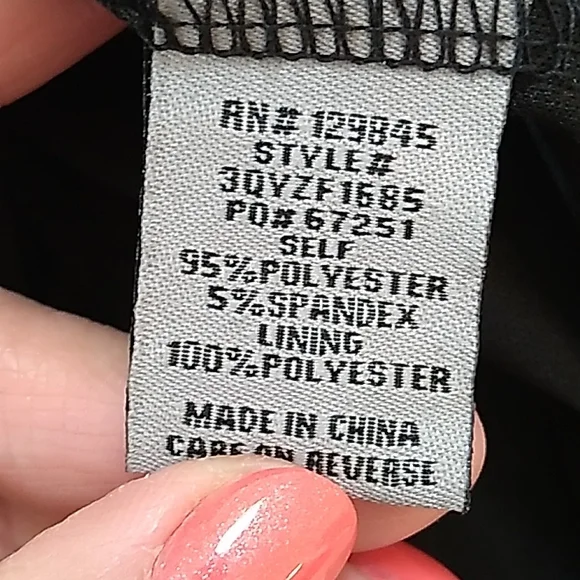 RN# 129845
STYLE#
3QVZF1685
PO# 67251
SELF
95%POLYESTER
5%SPANDEX
LINING
100%POLYESTER
MADE IN CHINA
CARE ON REVERSE